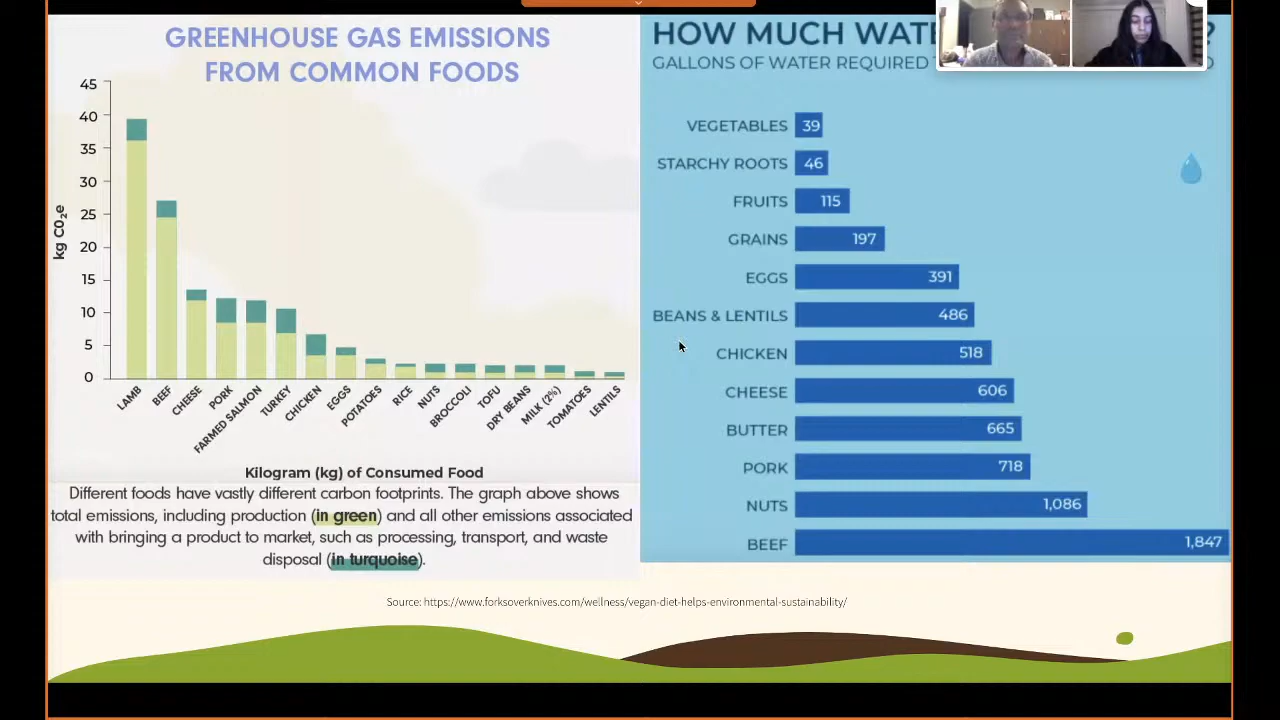 GREENHOUSE GAS EMISSIONS
FROM COMMON FOODS
45
40
35
30
25
20
15
10
5
0
kg CO₂e
LAMB
BEEF
CHEESE
PORK
FARMED SALMON
TURKEY
CHICKEN
EGGS
POTATOES
RICE
NUTS
BROCCOLI
TOFU
DRY BEANS
MILK (2%)
TOMATOES
LENTILS
Kilogram (kg) of Consumed Food
Different foods have vastly different carbon footprints. The graph above shows
total emissions, including production (in green) and all other emissions associated
with bringing a product to market, such as processing, transport, and waste
disposal (in turquoise).
HOW MUCH ?
GALLONS OF WATER REQUIRED
VEGETABLES 39
STARCHY ROOTS 46
FRUITS 115
GRAINS 197
EGGS 391
BEANS & LENTILS 486
CHICKEN 518
CHEESE 606
BUTTER 665
PORK 718
NUTS 1,086
BEEF 1,847
Source: https://www.forksoverknives.com/wellness/vegan-diet-helps-environmental-sustainability/